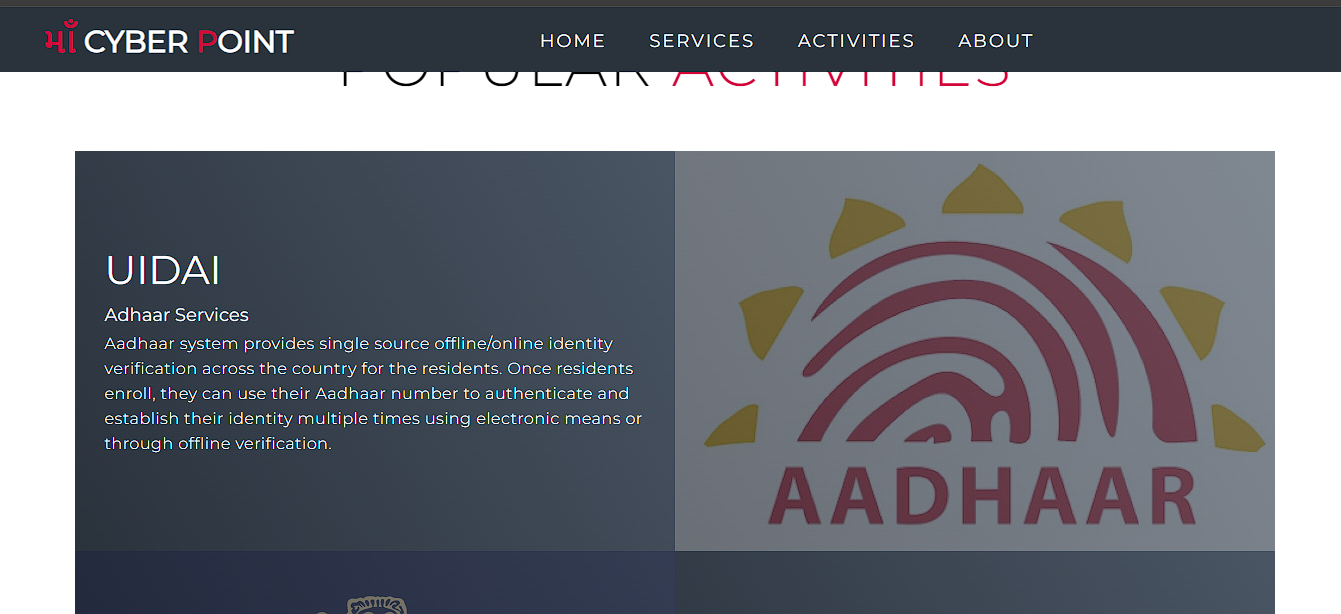 માઁ CYBER POINT
HOME
SERVICES
ACTIVITIES
ABOUT
POPULAR ACTIVITIES
UIDAI
Adhaar Services
Aadhaar system provides single source offline/online identity
verification across the country for the residents. Once residents
enroll, they can use their Aadhaar number to authenticate and
establish their identity multiple times using electronic means or
through offline verification.
AADHAAR